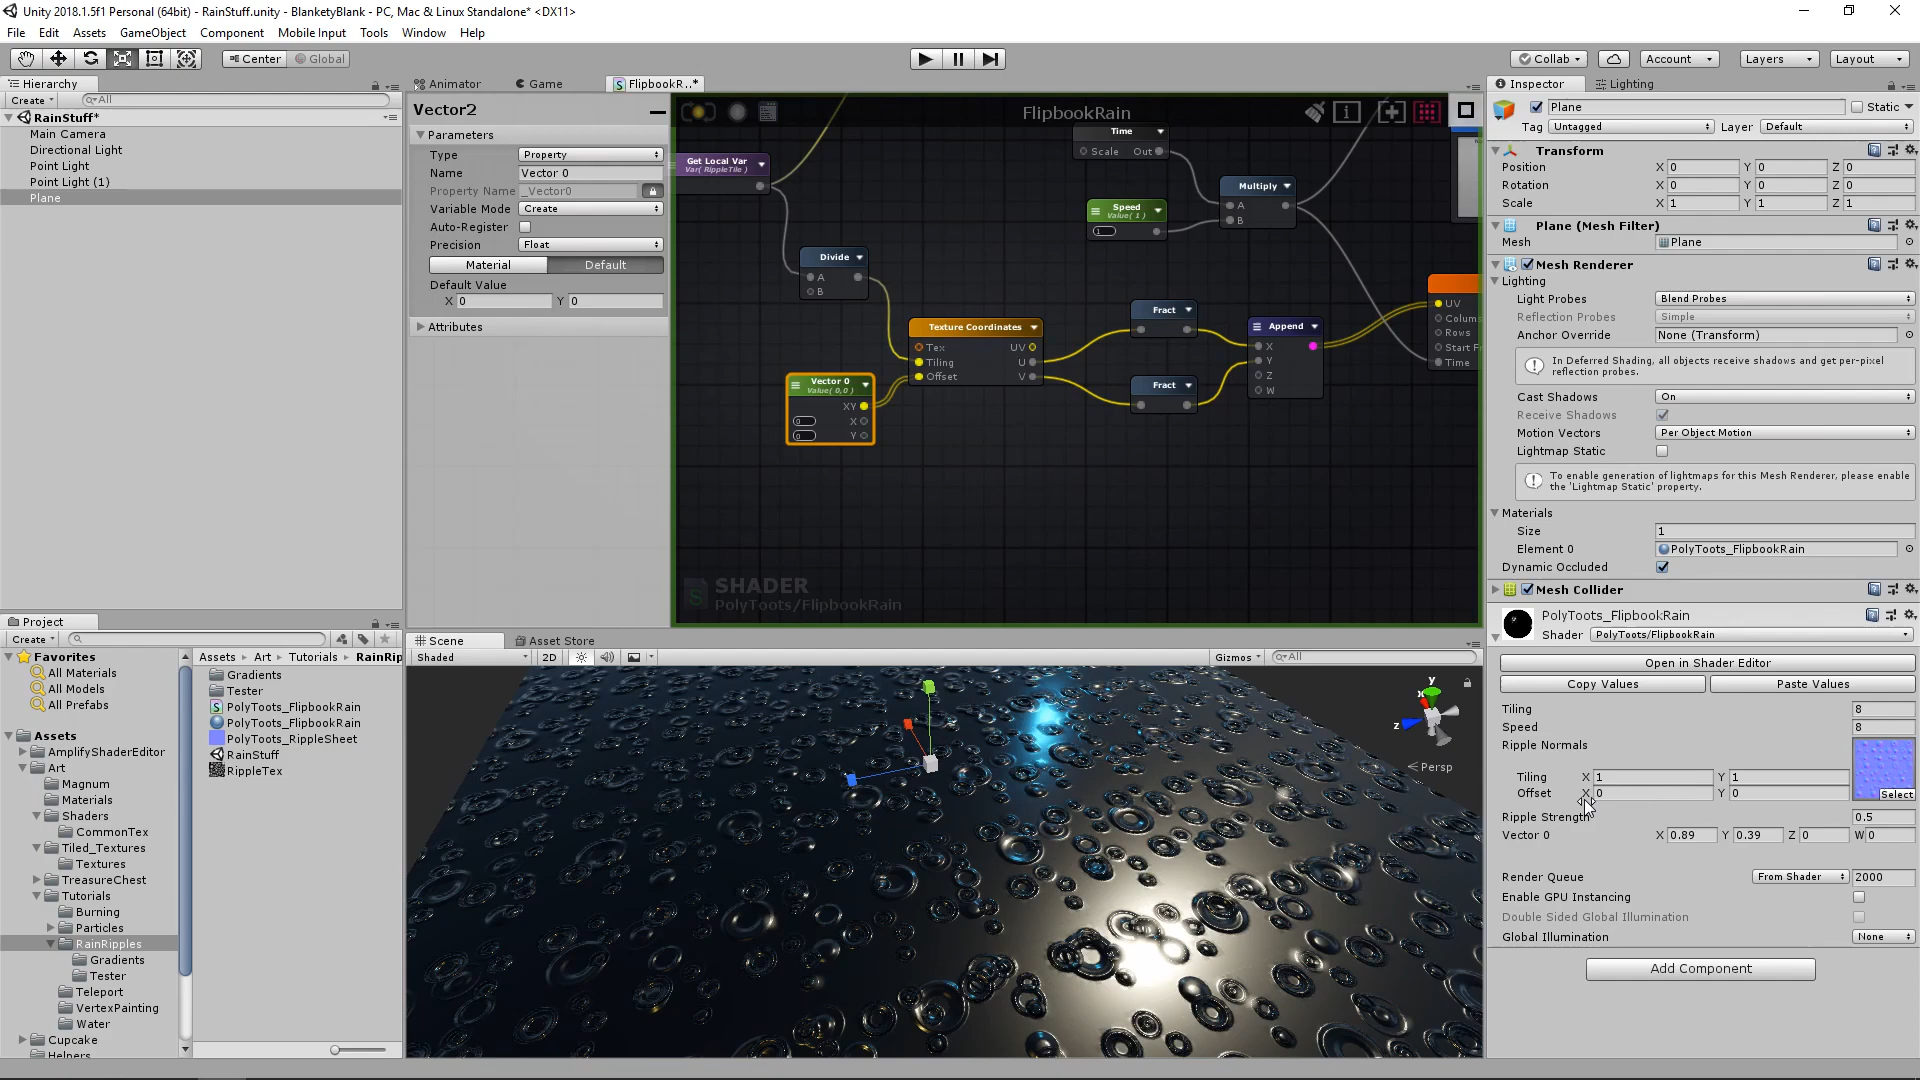 Unity 2018.1.5f1 Personal (64bit) - RainStuff.unity - BlanketyBlank - PC, Mac & Linux Standalone* <DX11>
File Edit Assets GameObject Component Mobile Input Tools Window Help
Center Global
Collab Account Layers Layout
Hierarchy
Create All
RainStuff*
Main Camera
Directional Light
Point Light
Point Light (1)
Plane
Animator Game FlipbookR..*
Vector2
Parameters
Type Property
Name Vector 0
Property Name _Vector0
Variable Mode Create
Auto-Register
Precision Float
Material Default
Default Value
X 0 Y 0
Attributes
FlipbookRain
Get Local Var
Var( RippleTile )
Time
Scale Out
Multiply
A
B
Speed
Value( 1 )
1
Divide
A
B
Texture Coordinates
Tex UV
Tiling U
Offset V
Vector 0
Value( 0,0 )
XY
0 X
0 Y
Fract
Fract
Append
X
Y
Z
W
UV
Colum
Rows
Start Fr
Time
SHADER
PolyToots/FlipbookRain
Scene Asset Store
Shaded 2D Gizmos All
y
x
z
Persp
Project
Create
Favorites
All Materials
All Models
All Prefabs
Assets
AmplifyShaderEditor
Art
Magnum
Materials
Shaders
CommonTex
Tiled_Textures
Textures
TreasureChest
Tutorials
Burning
Particles
RainRipples
Gradients
Tester
Teleport
VertexPainting
Water
Cupcake
Helpers
Assets Art Tutorials RainRip
Gradients
Tester
PolyToots_FlipbookRain
PolyToots_FlipbookRain
PolyToots_RippleSheet
RainStuff
RippleTex
Inspector Lighting
Plane Static
Tag Untagged Layer Default
Transform
Position X 0 Y 0 Z 0
Rotation X 0 Y 0 Z 0
Scale X 1 Y 1 Z 1
Plane (Mesh Filter)
Mesh Plane
Mesh Renderer
Lighting
Light Probes Blend Probes
Reflection Probes Simple
Anchor Override None (Transform)
In Deferred Shading, all objects receive shadows and get per-pixel
reflection probes.
Cast Shadows On
Receive Shadows
Motion Vectors Per Object Motion
Lightmap Static
To enable generation of lightmaps for this Mesh Renderer, please enable
the 'Lightmap Static' property.
Materials
Size 1
Element 0 PolyToots_FlipbookRain
Dynamic Occluded
Mesh Collider
PolyToots_FlipbookRain
Shader PolyToots/FlipbookRain
Open in Shader Editor
Copy Values Paste Values
Tiling 8
Speed 8
Ripple Normals
Tiling X 1 Y 1
Offset X 0 Y 0
Select
Ripple Strength 0.5
Vector 0 X 0.89 Y 0.39 Z 0 W 0
Render Queue From Shader 2000
Enable GPU Instancing
Double Sided Global Illumination
Global Illumination None
Add Component